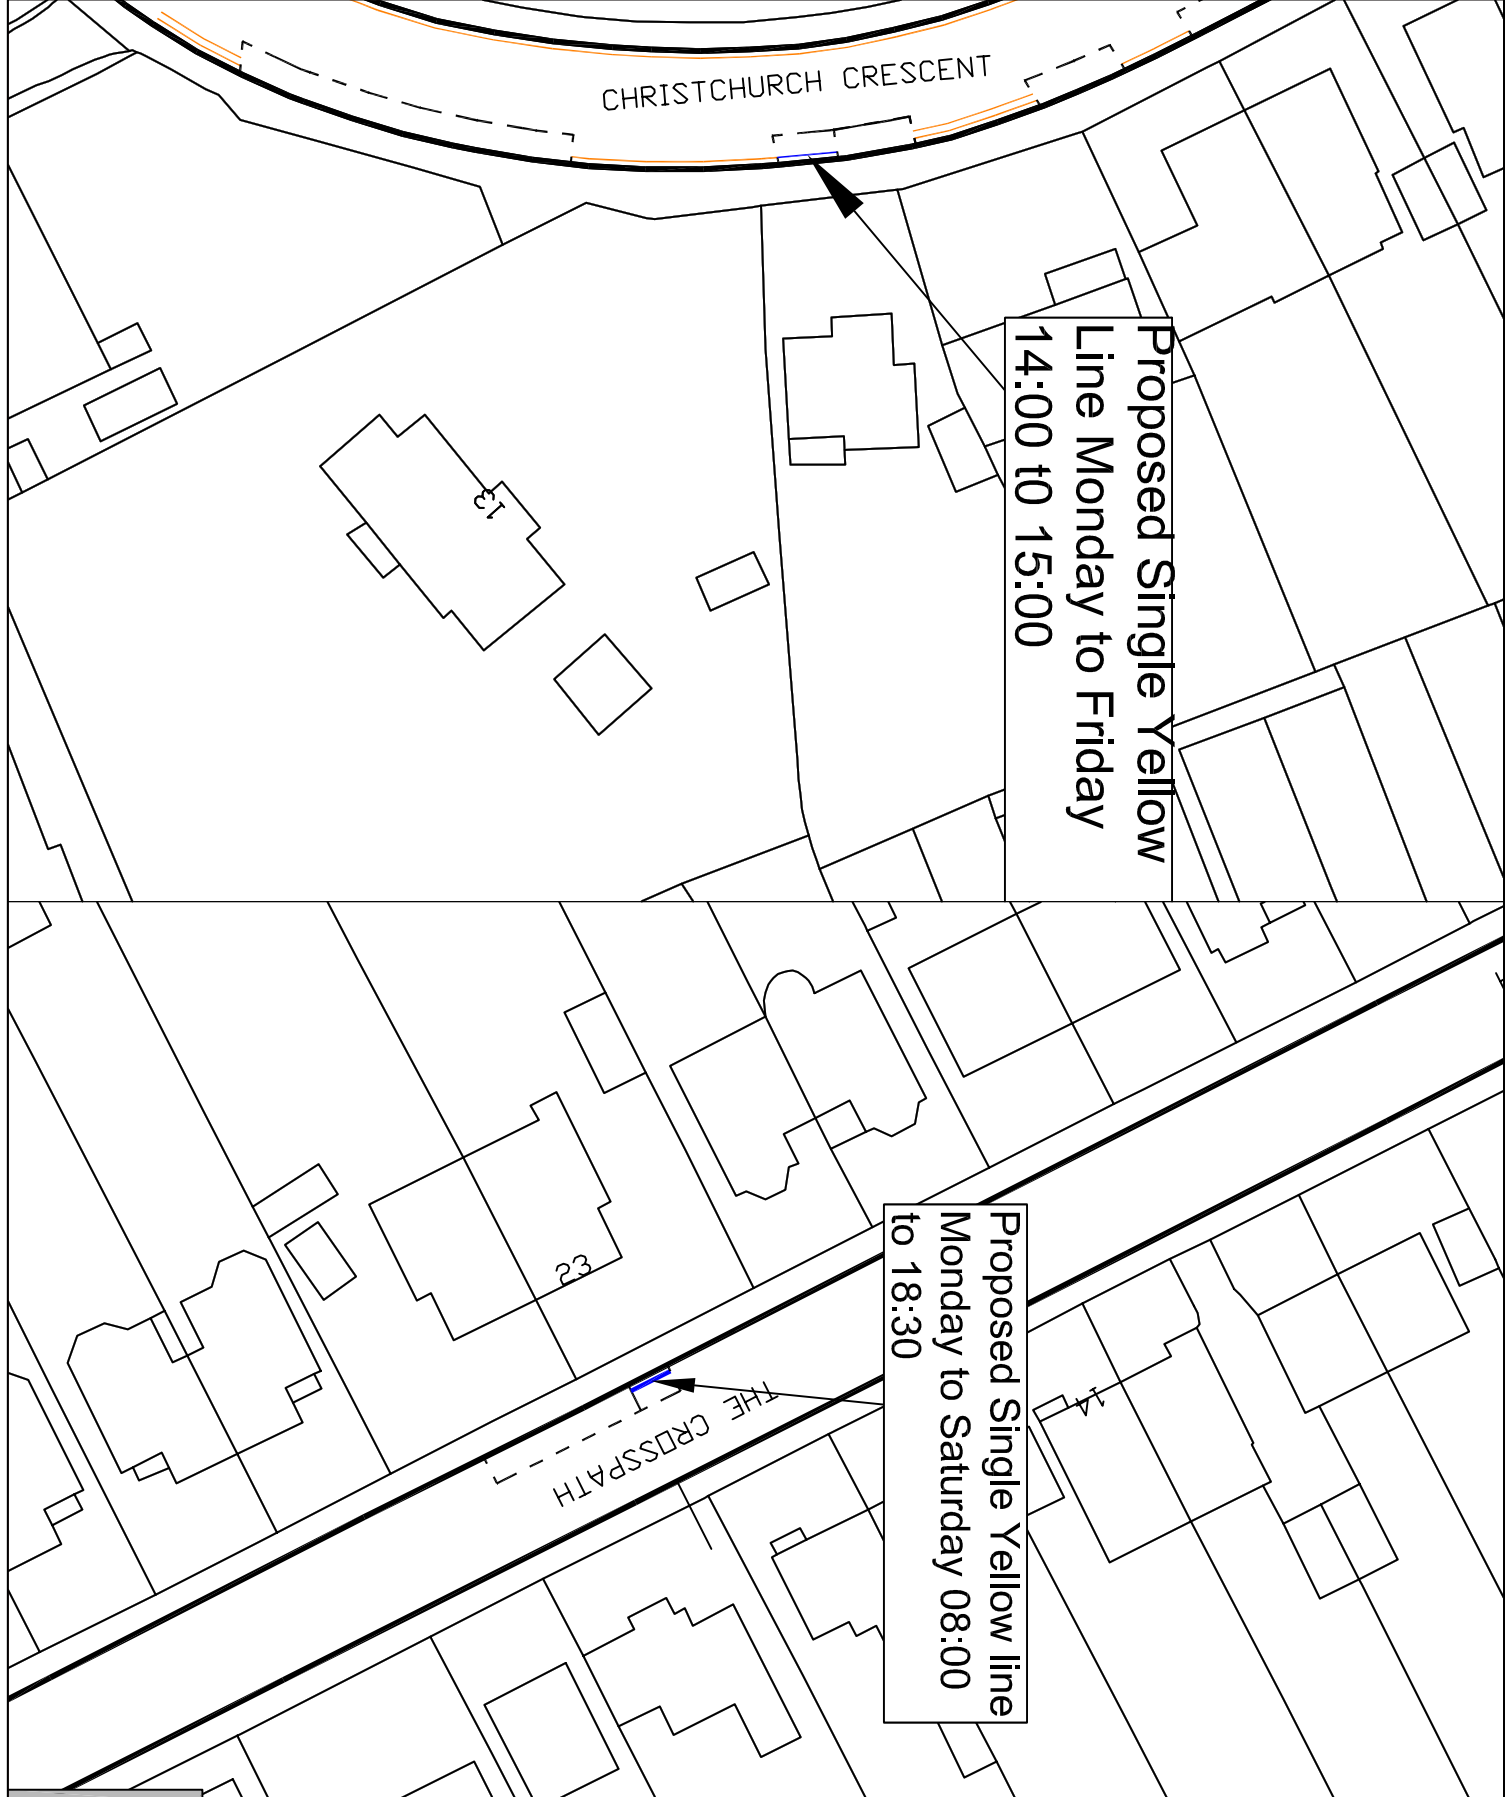 CHRISTCHURCH CRESCENT
Proposed Single Yellow
Line Monday to Friday
14:00 to 15:00
13
Proposed Single Yellow line
Monday to Saturday 08:00
to 18:30
23
14
THE CROSSPATH